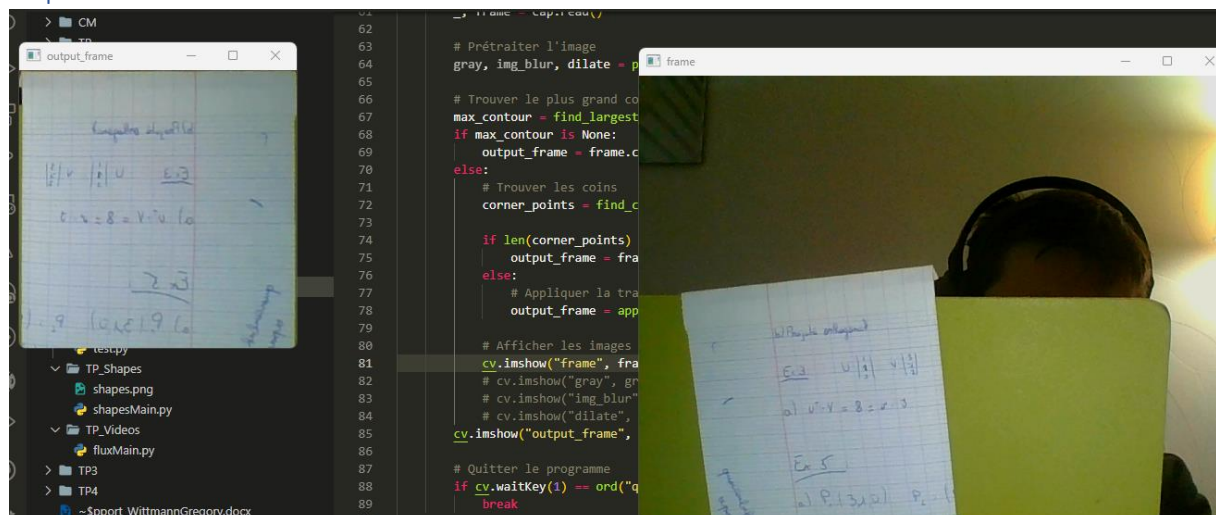 CM
output_frame
test.py
TP_Shapes
shapes.png
shapesMain.py
TP_Videos
fluxMain.py
TP3
TP4
~$pport_WittmannGregory.docx
62
63 # Prétraiter l'image
64 gray, img_blur, dilate = p
65
66 # Trouver le plus grand co
67 max_contour = find_largest
68 if max_contour is None:
69 output_frame = frame.c
70 else:
71 # Trouver les coins
72 corner_points = find_c
73
74 if len(corner_points)
75 output_frame = fra
76 else:
77 # Appliquer la tra
78 output_frame = app
79
80 # Afficher les images
81 cv.imshow("frame", fra
82 # cv.imshow("gray", gr
83 # cv.imshow("img_blur"
84 # cv.imshow("dilate",
85 cv.imshow("output_frame",
86
87 # Quitter le programme
88 if cv.waitKey(1) == ord("q
89 break
frame
Ex 3 U V
Ex 5